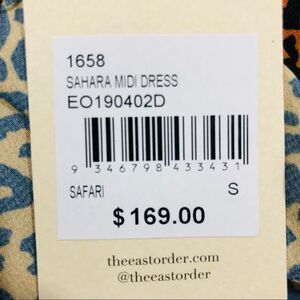 1658
SAHARA MIDI DRESS
EO190402D
9 346798 433431
SAFARI S
$169.00
theeastorder.com
@theeastorder